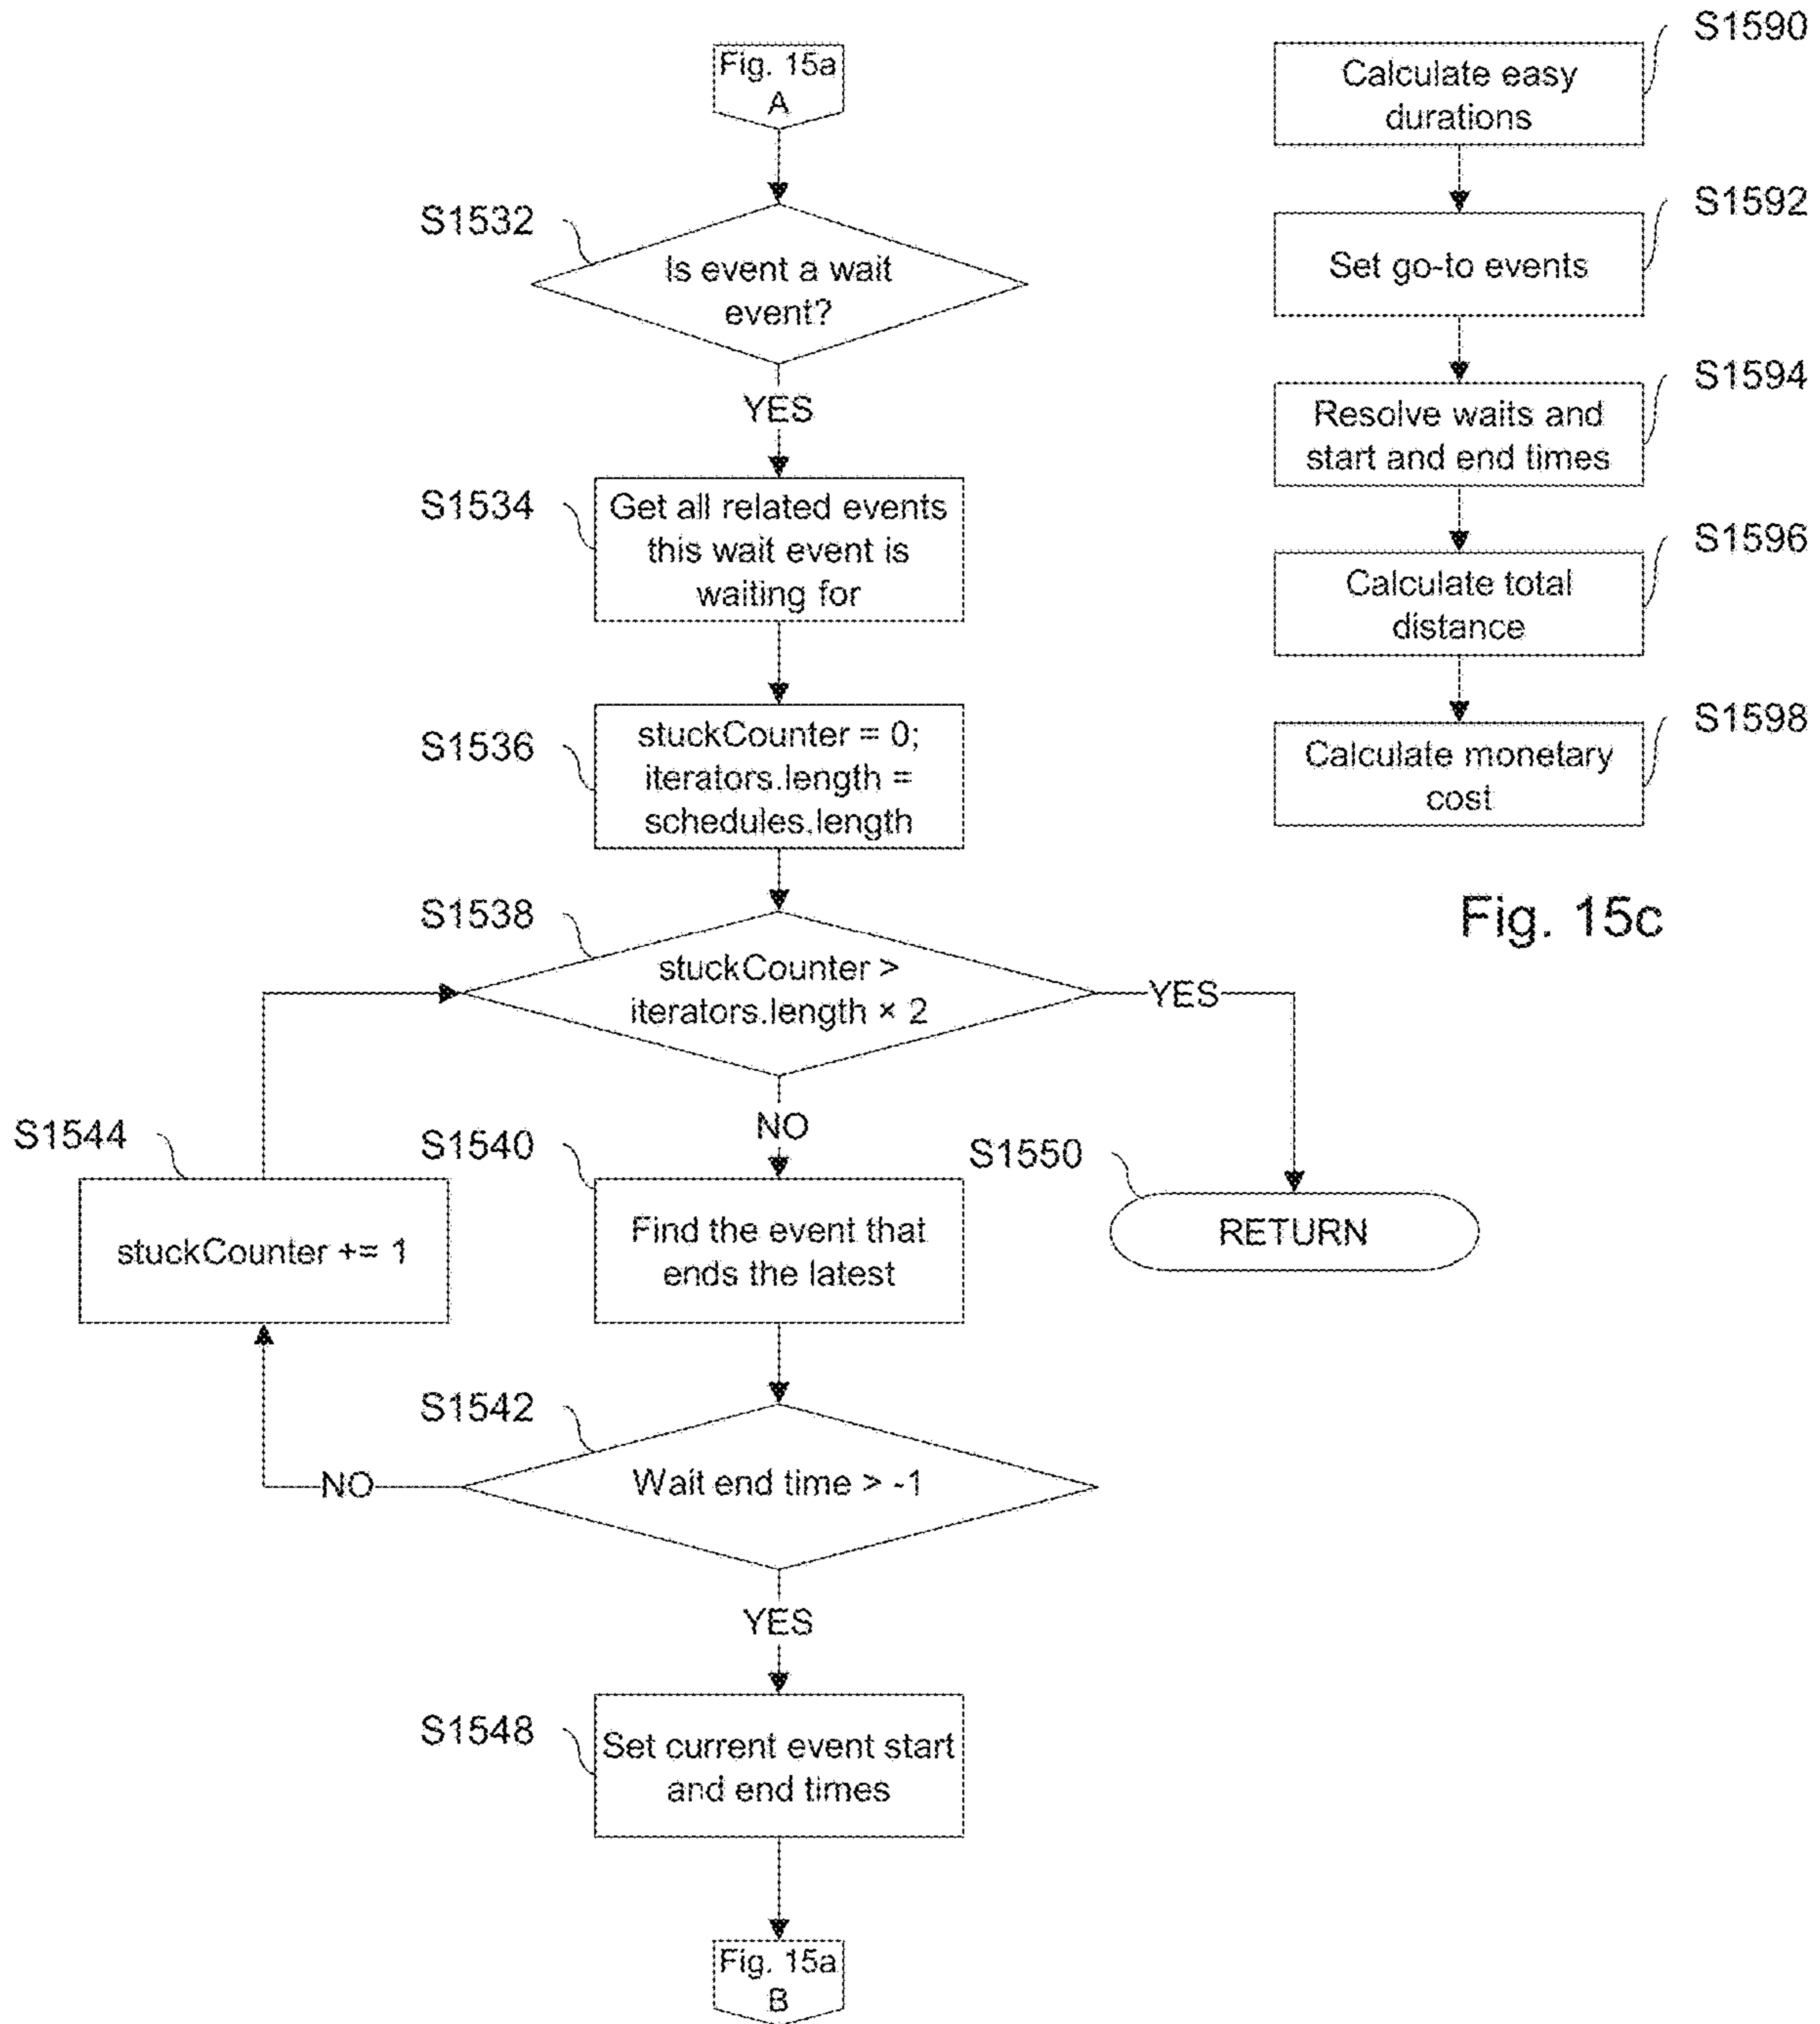 Fig. 15a
A
S1532
Is event a wait
event?
YES
S1534
Get all related events
this wait event is
waiting for
S1536
stuckCounter = 0;
iterators.length =
schedules.length
S1538
stuckCounter >
iterators.length × 2
YES
NO
S1544
stuckCounter += 1
S1540
Find the event that
ends the latest
S1550
RETURN
S1542
Wait end time > -1
NO
YES
S1548
Set current event start
and end times
Fig. 15a
B
S1590
Calculate easy
durations
S1592
Set go-to events
S1594
Resolve waits and
start and end times
S1596
Calculate total
distance
S1598
Calculate monetary
cost
Fig. 15c